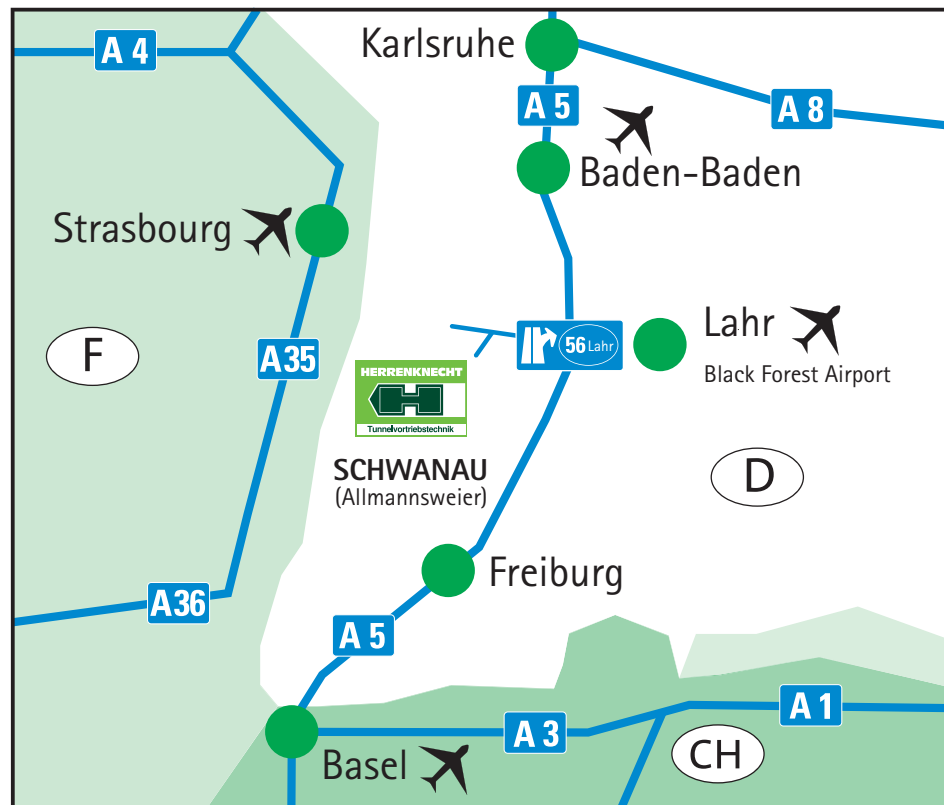 A 4
Karlsruhe
A 5
A 8
Baden-Baden
Strasbourg
Lahr
Black Forest Airport
56 Lahr
F
A35
HERRENKNECHT
Tunnelvortriebstechnik
SCHWANAU
(Allmannsweier)
D
Freiburg
A36
A 5
A 3
A 1
Basel
CH